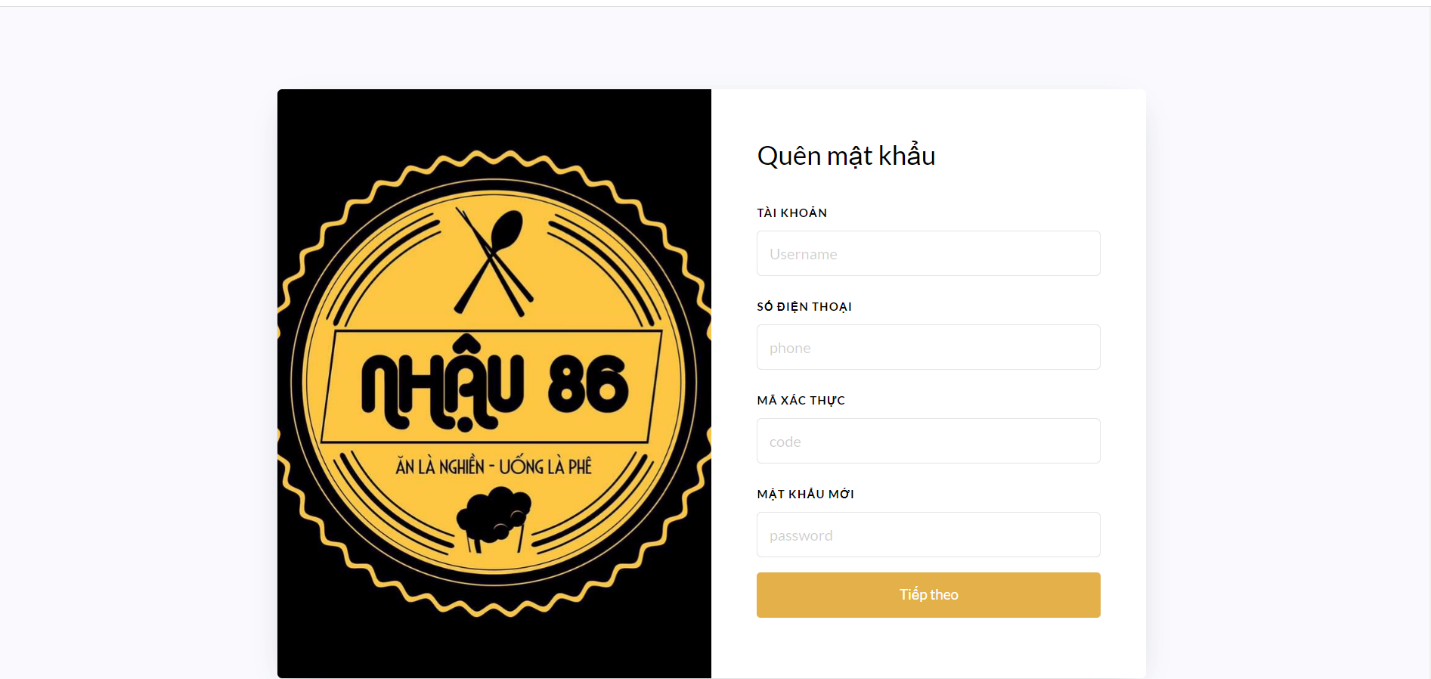 NHẬU 86
ĂN LÀ NGHIỀN - UỐNG LÀ PHÊ
Quên mật khẩu
TÀI KHOẢN
Username
SỐ ĐIỆN THOẠI
phone
MÃ XÁC THỰC
code
MẬT KHẨU MỚI
password
Tiếp theo